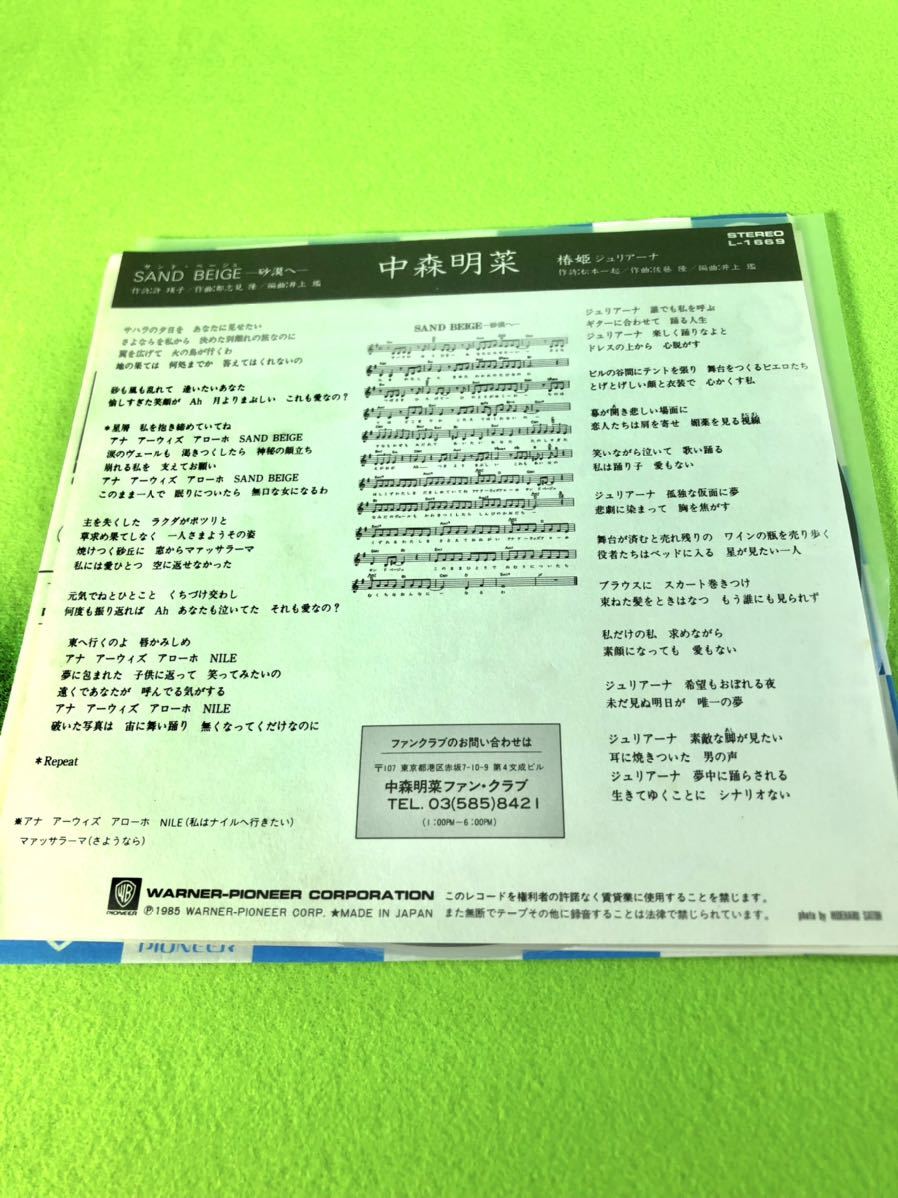 サンド・ベージュ
SAND BEIGE —砂漠へ—
作詩:許 瑛子/作曲:都志見 隆/編曲:井上 鑑
中森明菜
椿姫ジュリアーナ
作詩:松本一起/作曲:佐藤 隆/編曲:井上 鑑
STEREO
L-1669
サハラの夕日を あなたに見せたい
さよならを私から 決めた別離れの旅なのに
翼を広げて 火の鳥が行くわ
地の果ては 何処までか 答えてはくれないの
砂も風も乱れて 逢いたいあなた
愉しすぎた笑顔が Ah 月よりまぶしい これも愛なの?
*星屑 私を抱き締めていてね
アナ アーウィズ アローホ SAND BEIGE
涙のヴェールも 渇きつくしたら 神秘の顔立ち
崩れる私を 支えてお願い
アナ アーウィズ アローホ SAND BEIGE
このまま一人で 眠りについたら 無口な女になるわ
主を失くした ラクダがポツリと
草求め果てしなく 一人さまようその姿
焼けつく砂丘に 窓からマァッサラーマ
私には愛ひとつ 空に返せなかった
元気でねとひとこと くちづけ交わし
何度も振り返れば Ah あなたも泣いてた それも愛なの?
東へ行くのよ 唇かみしめ
アナ アーウィズ アローホ NILE
夢に包まれた 子供に返って 笑ってみたいの
遠くであなたが 呼んでる気がする
アナ アーウィズ アローホ NILE
破いた写真は 宙に舞い踊り 無くなってくだけなのに
*Repeat
※アナ アーウィズ アローホ NILE(私はナイルへ行きたい)
マァッサラーマ(さようなら)
SAND BEIGE—砂漠へ—
ジュリアーナ 誰でも私を呼ぶ
ギターに合わせて 踊る人生
ジュリアーナ 楽しく踊りなよと
ドレスの上から 心脱がす
ビルの谷間にテントを張り 舞台をつくるピエロたち
とげとげしい顔と衣装で 心かくす私
幕が開き悲しい場面に
恋人たちは肩を寄せ 媚薬を見る視線
笑いながら泣いて 歌い踊る
私は踊り子 愛もない
ジュリアーナ 孤独な仮面に夢
悲劇に染まって 胸を焦がす
舞台が済むと売れ残りの ワインの瓶を売り歩く
役者たちはベッドに入る 星が見たい一人
ブラウスに スカート巻きつけ
束ねた髪をときはなつ もう誰にも見られず
私だけの私 求めながら
素顔になっても 愛もない
ジュリアーナ 希望もおぼれる夜
未だ見ぬ明日が 唯一の夢
ジュリアーナ 素敵な脚が見たい
耳に焼きついた 男の声
ジュリアーナ 夢中に踊らされる
生きてゆくことに シナリオない
ファンクラブのお問い合わせは
〒107 東京都港区赤坂7-10-9 第4文成ビル
中森明菜ファン・クラブ
TEL. 03(585)8421
(1:00PM—6:00PM)
WB
PIONEER
WARNER-PIONEER CORPORATION
Ⓟ1985 WARNER-PIONEER CORP. ★MADE IN JAPAN
このレコードを権利者の許諾なく賃貸業に使用することを禁じます。
また無断でテープその他に録音することは法律で禁じられています。
photo by HIDEHARU SATOH
PIONEER